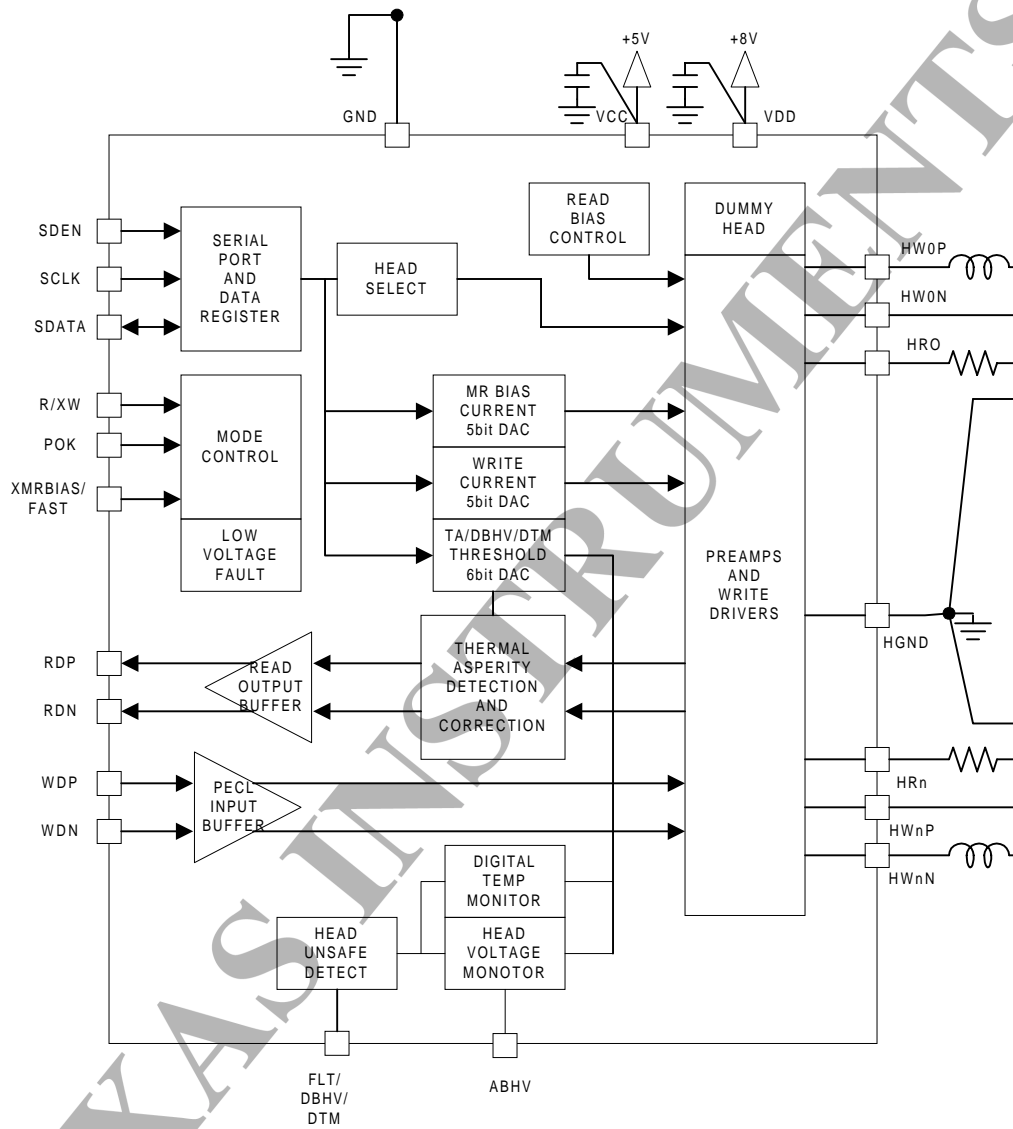 +5V
+8V
GND
VCC
VDD
READ
BIAS
CONTROL
DUMMY
HEAD
SDEN
SCLK
SDATA
SERIAL
PORT
AND
DATA
REGISTER
HEAD
SELECT
HW0P
HW0N
HRO
R/XW
POK
XMRBIAS/
FAST
MODE
CONTROL
LOW
VOLTAGE
FAULT
MR BIAS
CURRENT
5bit DAC
WRITE
CURRENT
5bit DAC
TA/DBHV/DTM
THRESHOLD
6bit DAC
PREAMPS
AND
WRITE
DRIVERS
HGND
RDP
RDN
READ
OUTPUT
BUFFER
THERMAL
ASPERITY
DETECTION
AND
CORRECTION
WDP
WDN
PECL
INPUT
BUFFER
HRn
HWnP
HWnN
DIGITAL
TEMP
MONITOR
HEAD
UNSAFE
DETECT
HEAD
VOLTAGE
MONOTOR
FLT/
DBHV/
DTM
ABHV
XAS INSTRUMENTS